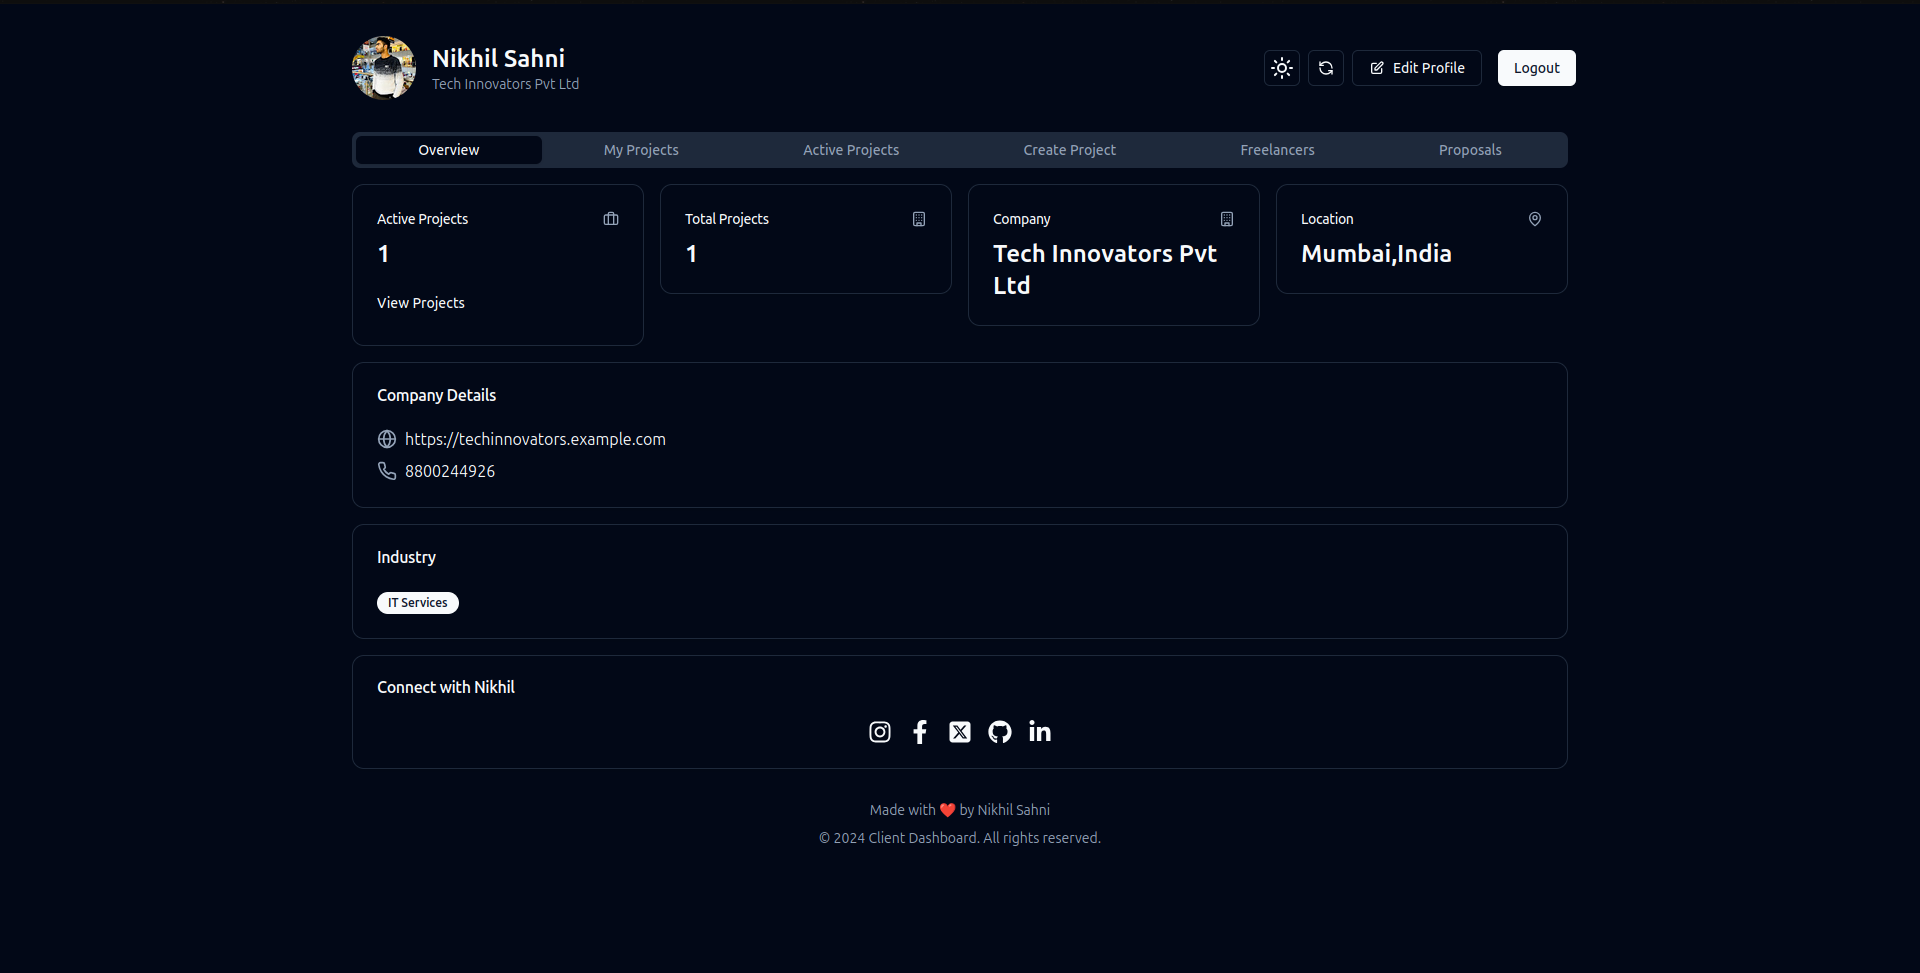 Nikhil Sahni
Tech Innovators Pvt Ltd
Edit Profile
Logout
Overview
My Projects
Active Projects
Create Project
Freelancers
Proposals
Active Projects
1
View Projects
Total Projects
1
Company
Tech Innovators Pvt
Ltd
Location
Mumbai,India
Company Details
https://techinnovators.example.com
8800244926
Industry
IT Services
Connect with Nikhil
Made with ❤️ by Nikhil Sahni
© 2024 Client Dashboard. All rights reserved.